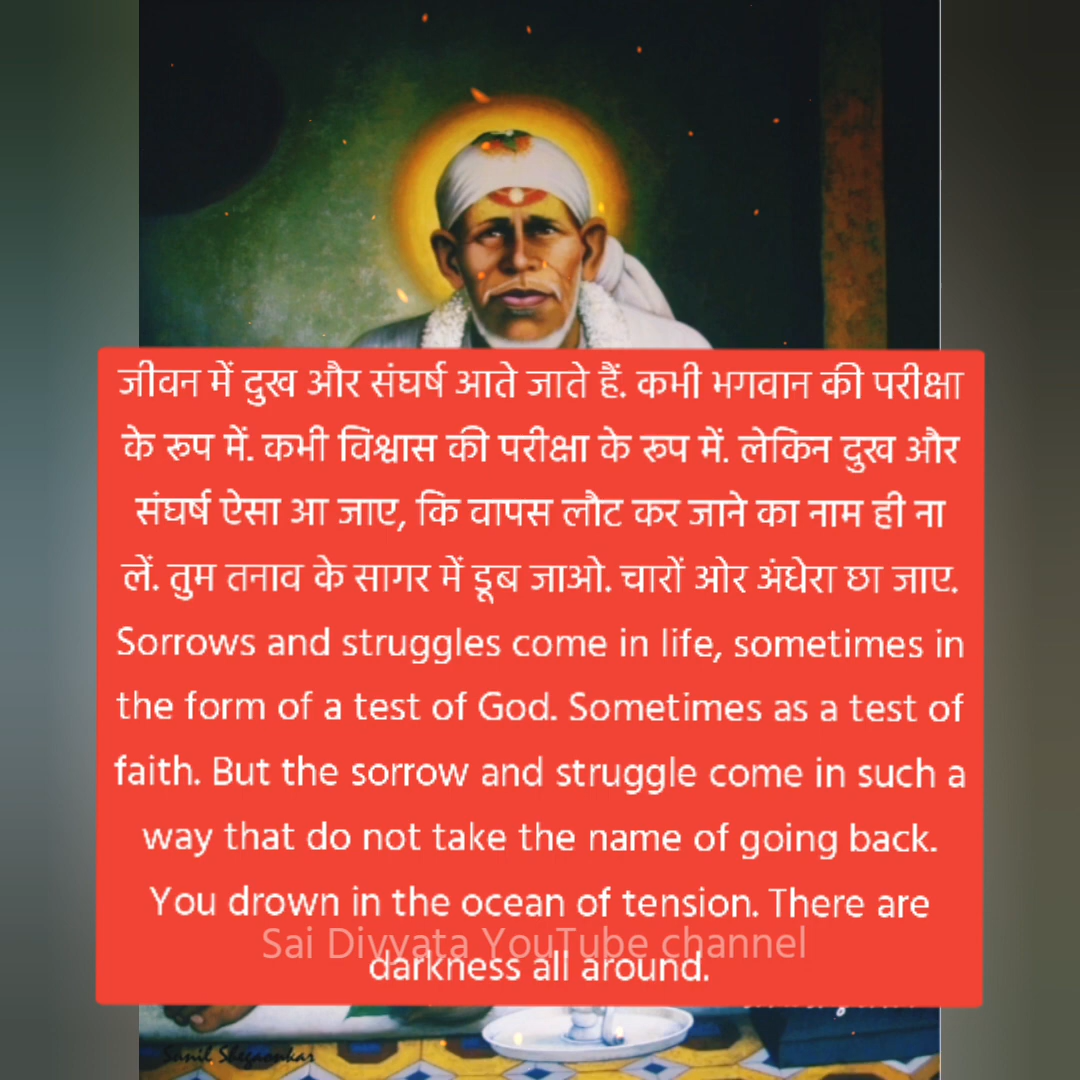 जीवन में दुख और संघर्ष आते जाते हैं. कभी भगवान की परीक्षा
के रूप में. कभी विश्वास की परीक्षा के रूप में. लेकिन दुख और
संघर्ष ऐसा आ जाए, कि वापस लौट कर जाने का नाम ही ना
लें. तुम तनाव के सागर में डूब जाओ. चारों ओर अंधेरा छा जाए.
Sorrows and struggles come in life, sometimes in
the form of a test of God. Sometimes as a test of
faith. But the sorrow and struggle come in such a
way that do not take the name of going back.
You drown in the ocean of tension. There are
Sai Divyata YouTube channel
darkness all around.
Sunil Shegaonkar